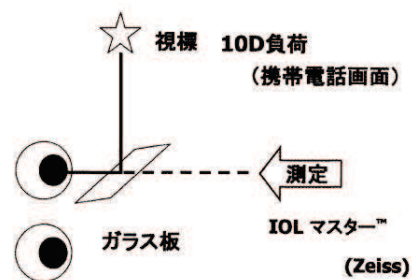 視標 10D負荷
（携帯電話画面）
測定
ガラス板
IOL マスター™
(Zeiss)